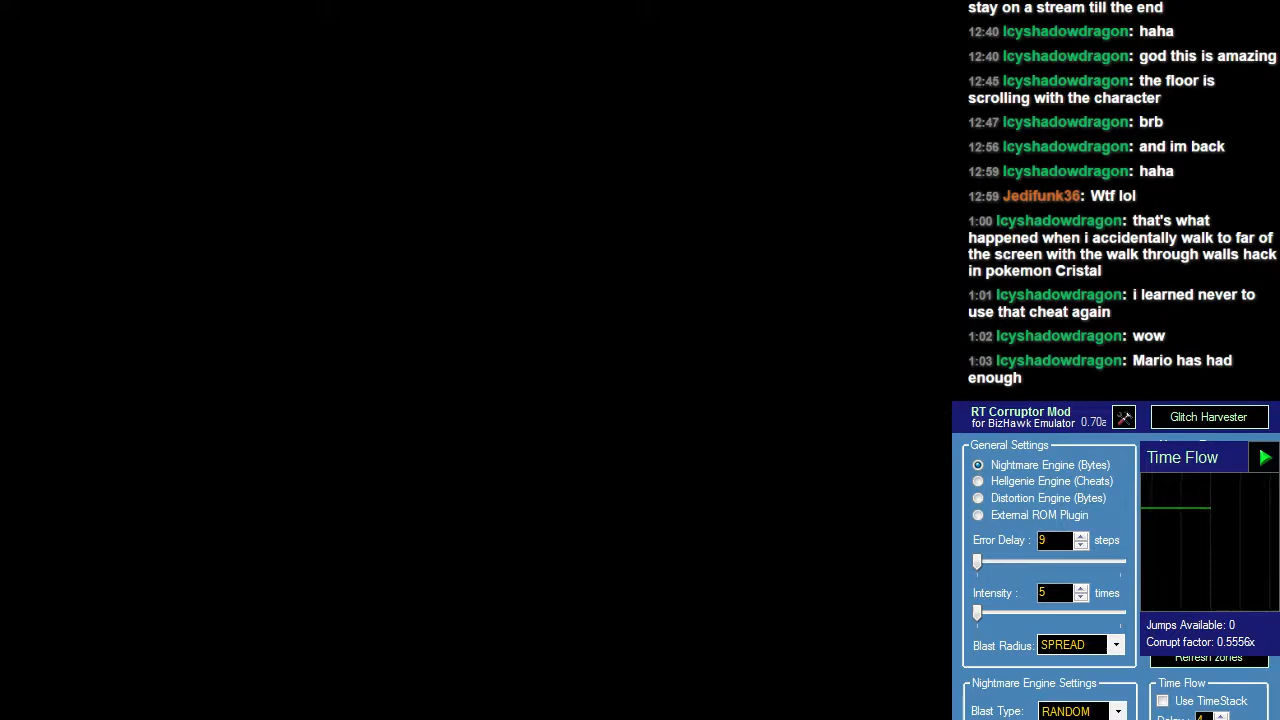 stay on a stream till the end
12:40 Icyshadowdragon: haha
12:40 Icyshadowdragon: god this is amazing
12:45 Icyshadowdragon: the floor is
scrolling with the character
12:47 Icyshadowdragon: brb
12:56 Icyshadowdragon: and im back
12:59 Icyshadowdragon: haha
12:59 Jedifunk36: Wtf lol
1:00 Icyshadowdragon: that's what
happened when i accidentally walk to far of
the screen with the walk through walls hack
in pokemon Cristal
1:01 Icyshadowdragon: i learned never to
use that cheat again
1:02 Icyshadowdragon: wow
1:03 Icyshadowdragon: Mario has had
enough
RT Corruptor Mod
for BizHawk Emulator 0.70a
Glitch Harvester
General Settings
Nightmare Engine (Bytes)
Hellgenie Engine (Cheats)
Distortion Engine (Bytes)
External ROM Plugin
Error Delay : 9 steps
Intensity : 5 times
Blast Radius: SPREAD
Time Flow
Jumps Available: 0
Corrupt factor: 0.5556x
Refresh zones
Nightmare Engine Settings
Blast Type: RANDOM
Time Flow
Use TimeStack
Delay : 4